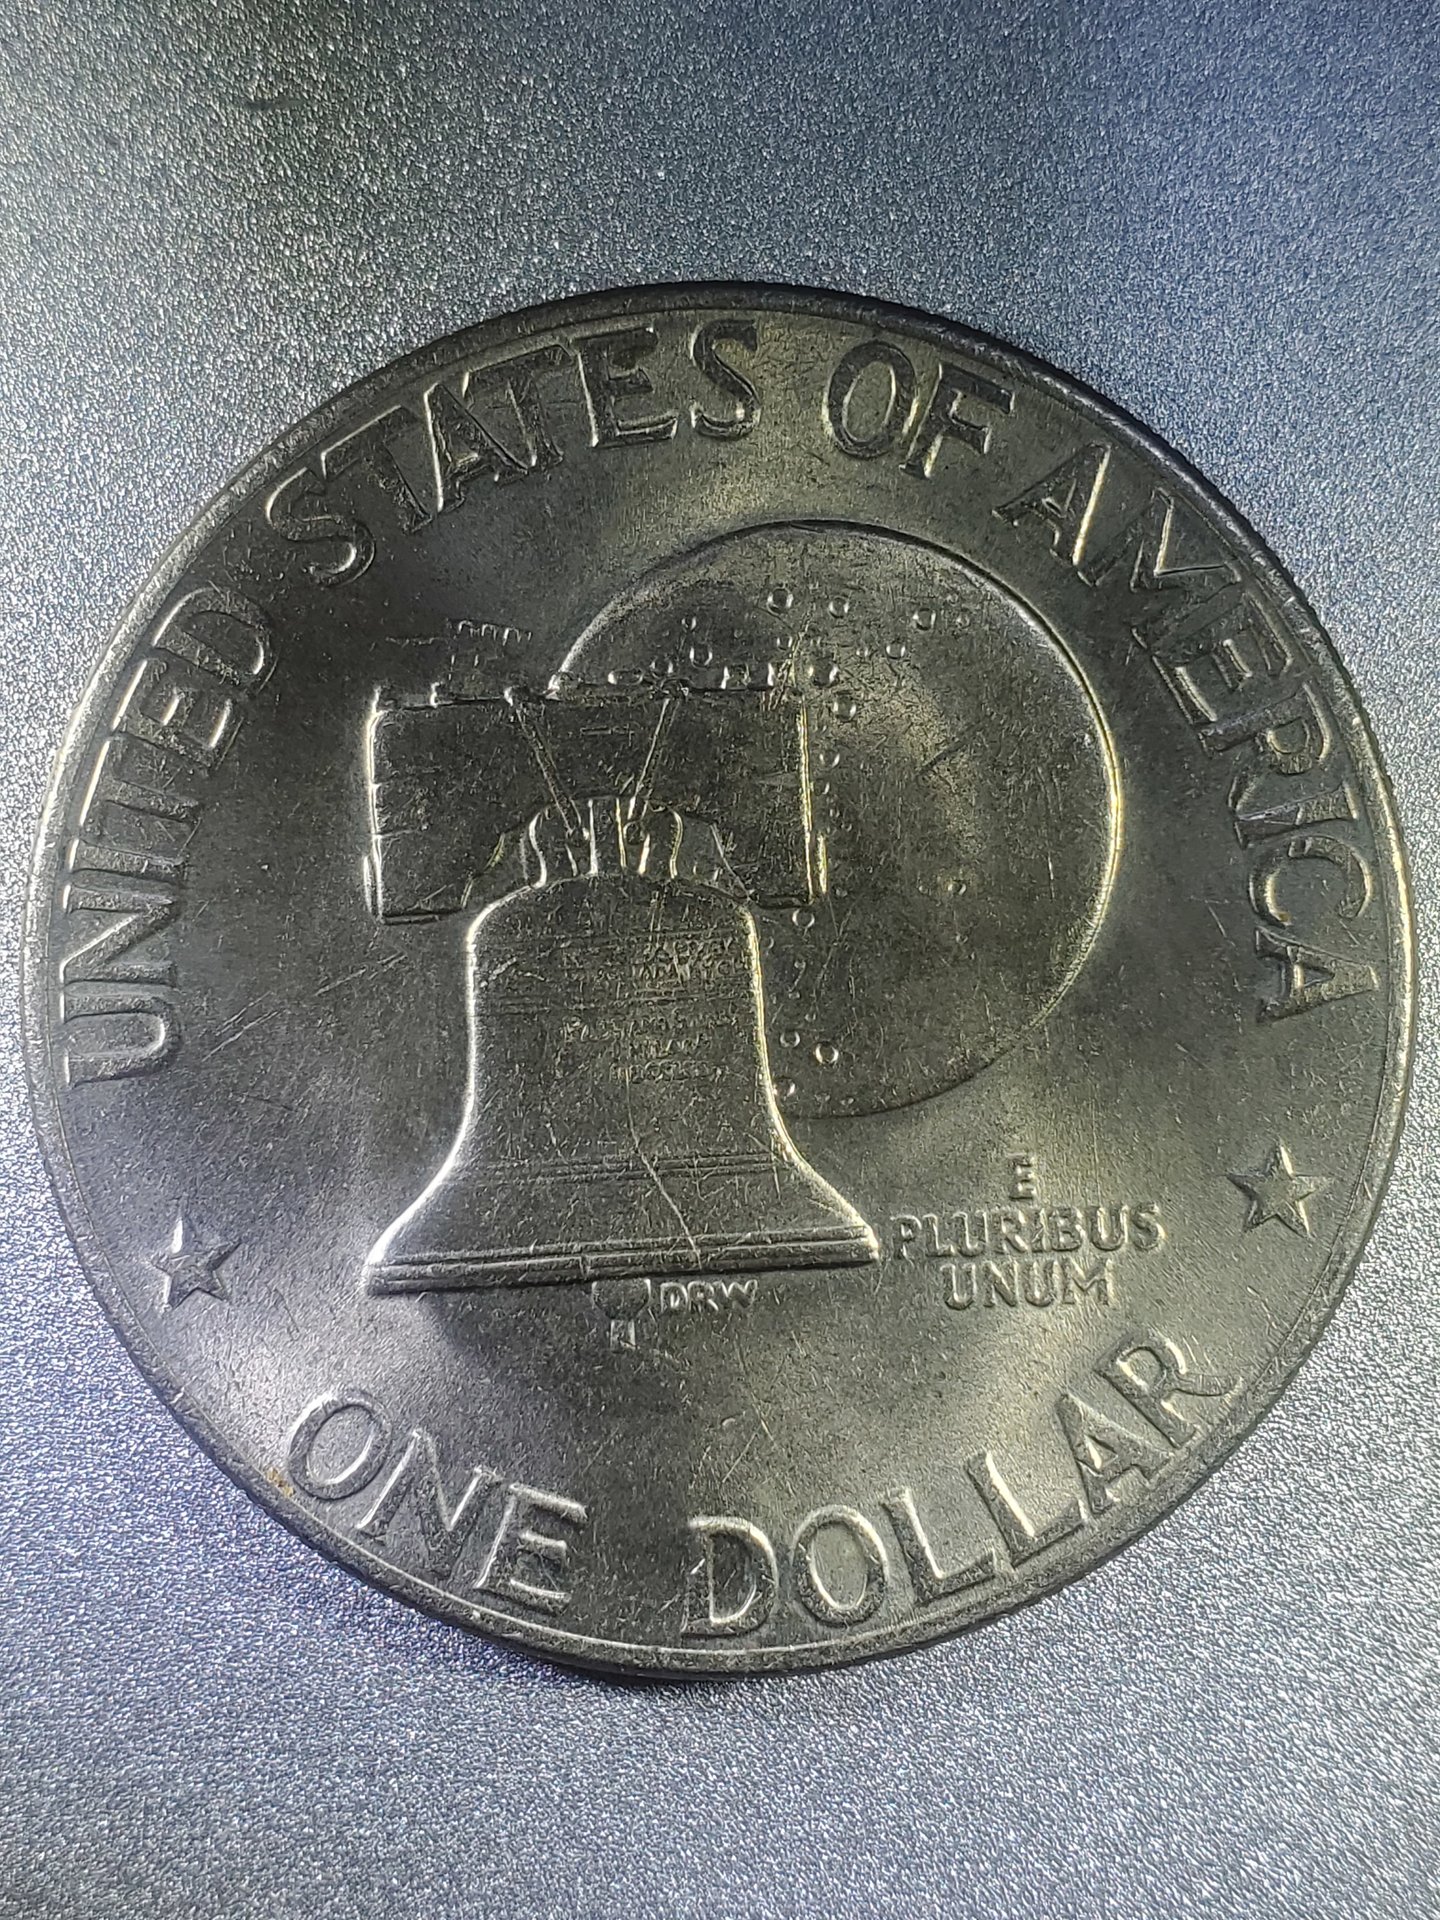 UNITED STATES OF AMERICA
E
PLURIBUS
UNUM
DRW
ONE DOLLAR